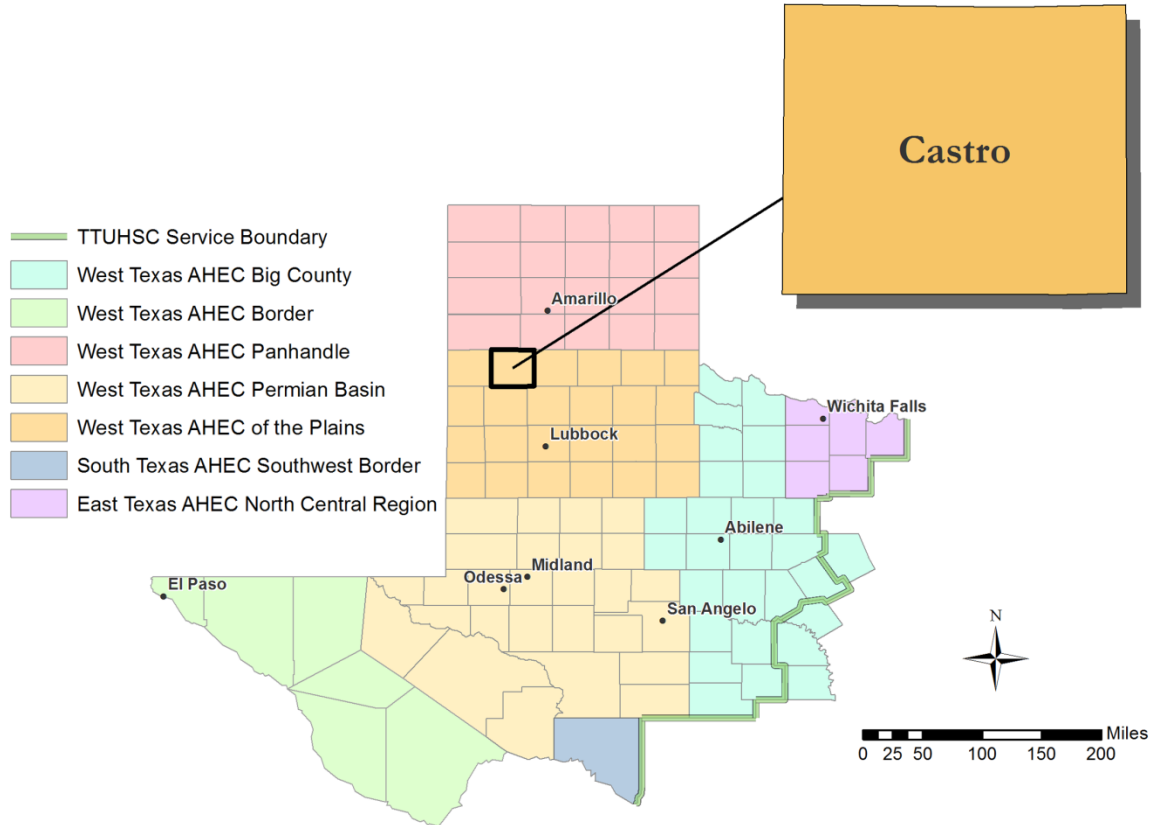 Castro
TTUHSC Service Boundary
West Texas AHEC Big County
West Texas AHEC Border
West Texas AHEC Panhandle
West Texas AHEC Permian Basin
West Texas AHEC of the Plains
South Texas AHEC Southwest Border
East Texas AHEC North Central Region
Amarillo
Wichita Falls
Lubbock
Abilene
Midland
Odessa
El Paso
San Angelo
N
Miles
0 25 50 100 150 200